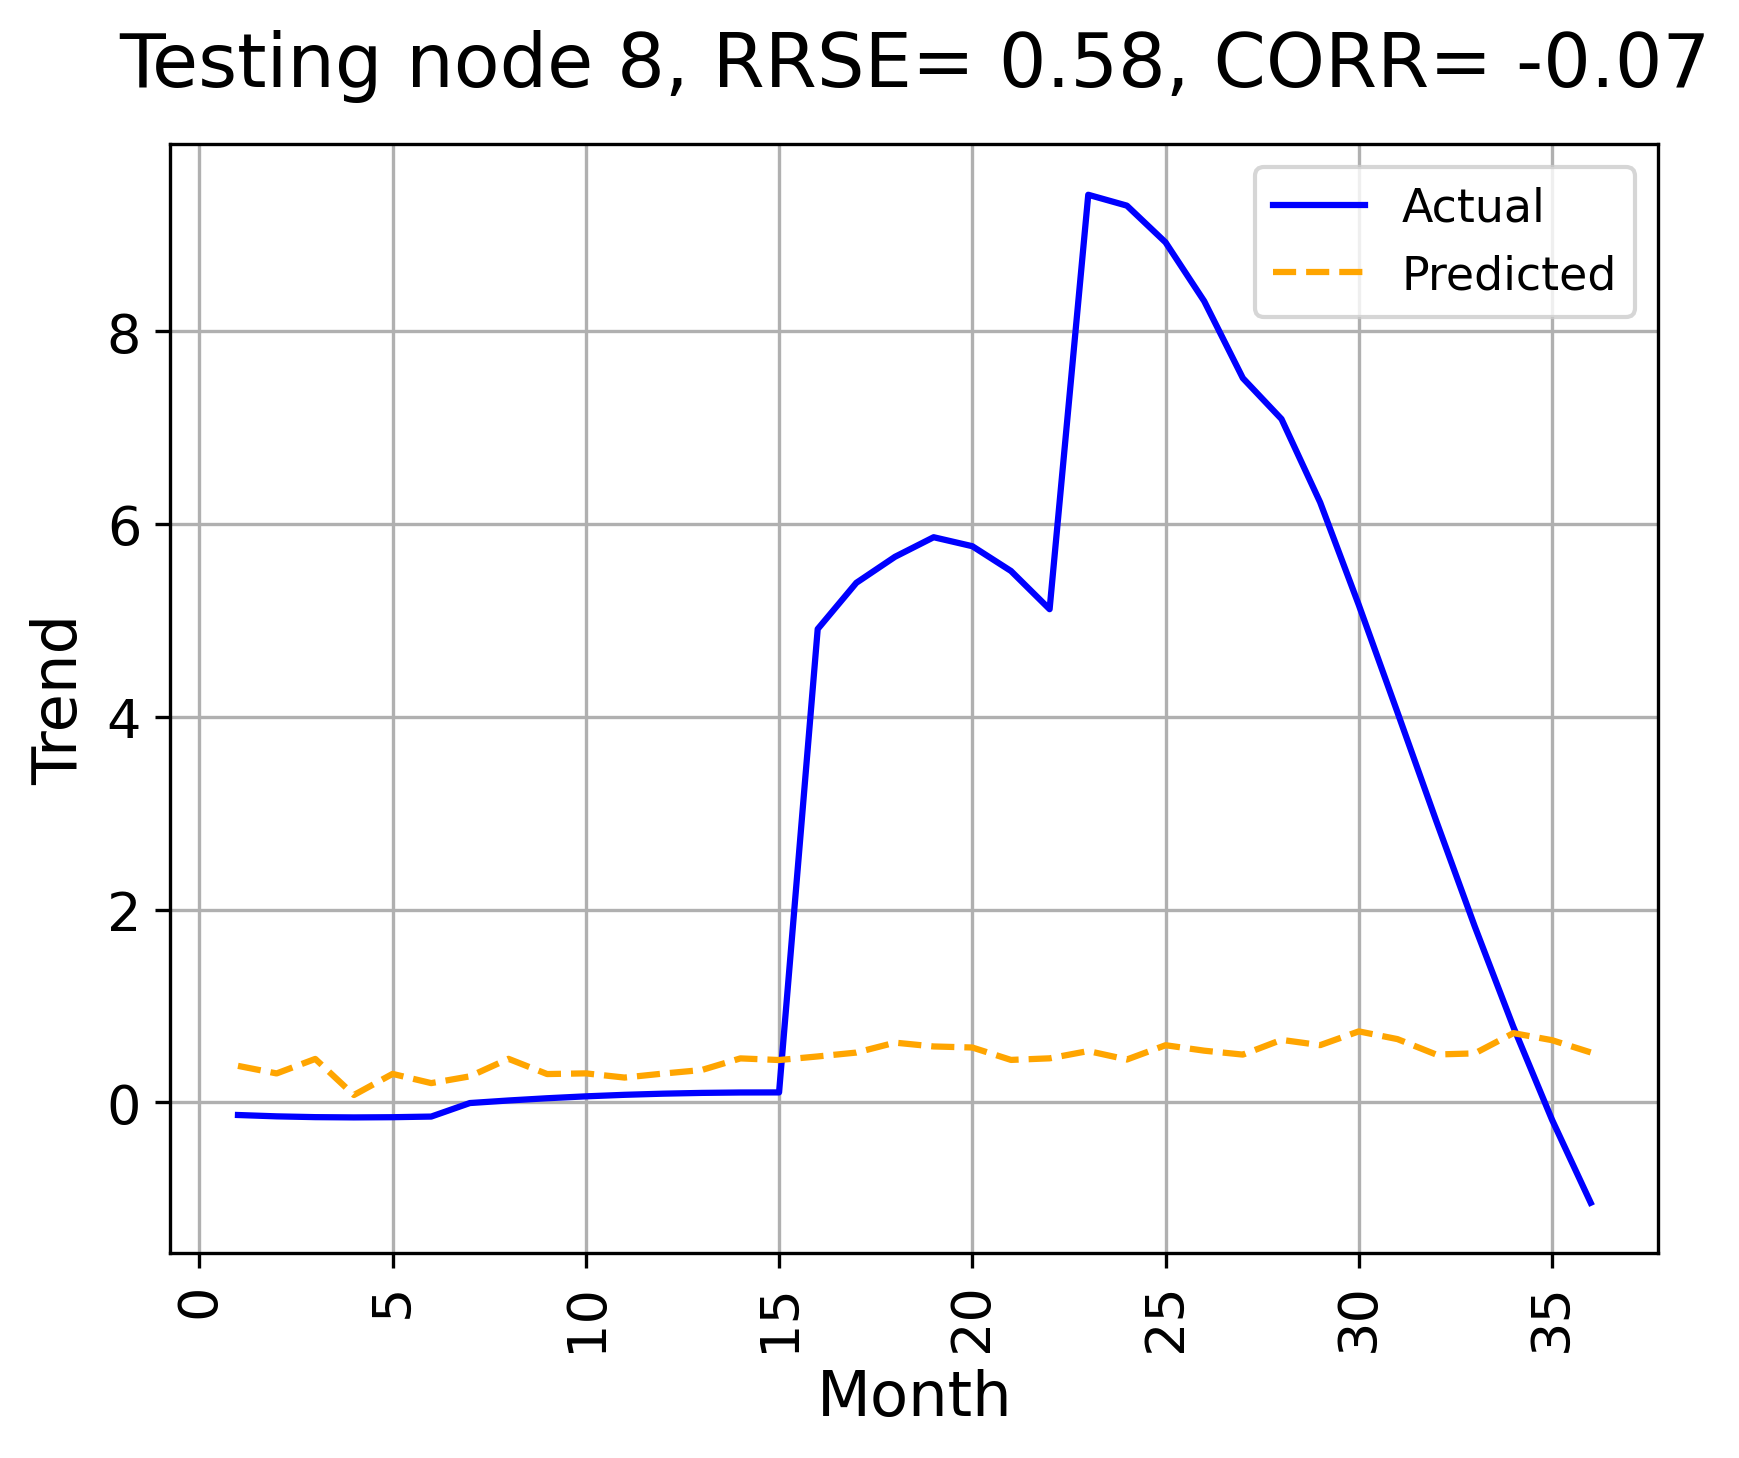 Testing node 8, RRSE= 0.58, CORR= -0.07
Actual
Predicted
8
6
4
2
0
Trend
0
5
10
15
20
25
30
35
Month